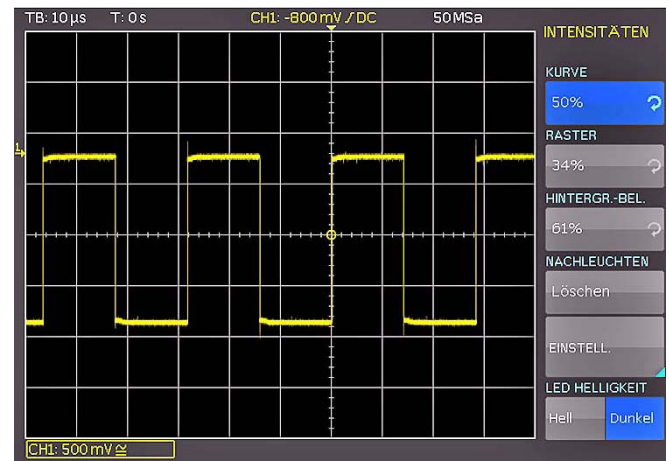 TB: 10 µs T: 0 s CH1: -800 mV ⎍ DC 50 MSa
INTENSITÄTEN
KURVE
50%
RASTER
34%
HINTERGR.-BEL.
61%
NACHLEUCHTEN
Löschen
EINSTELL.
LED HELLIGKEIT
Hell Dunkel
1
CH1: 500 mV ≅